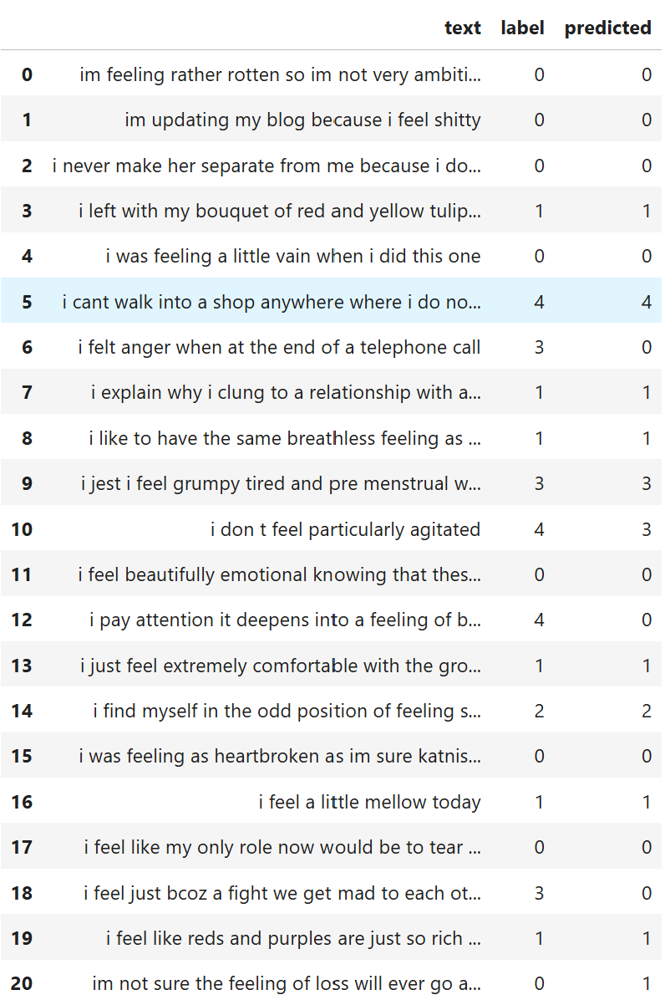 text label predicted
0 im feeling rather rotten so im not very ambiti... 0 0
1 im updating my blog because i feel shitty 0 0
2 i never make her separate from me because i do... 0 0
3 i left with my bouquet of red and yellow tulip... 1 1
4 i was feeling a little vain when i did this one 0 0
5 i cant walk into a shop anywhere where i do no... 4 4
6 i felt anger when at the end of a telephone call 3 0
7 i explain why i clung to a relationship with a... 1 1
8 i like to have the same breathless feeling as ... 1 1
9 i jest i feel grumpy tired and pre menstrual w... 3 3
10 i don t feel particularly agitated 4 3
11 i feel beautifully emotional knowing that thes... 0 0
12 i pay attention it deepens into a feeling of b... 4 0
13 i just feel extremely comfortable with the gro... 1 1
14 i find myself in the odd position of feeling s... 2 2
15 i was feeling as heartbroken as im sure katnis... 0 0
16 i feel a little mellow today 1 1
17 i feel like my only role now would be to tear ... 0 0
18 i feel just bcoz a fight we get mad to each ot... 3 0
19 i feel like reds and purples are just so rich ... 1 1
20 im not sure the feeling of loss will ever go a... 0 1